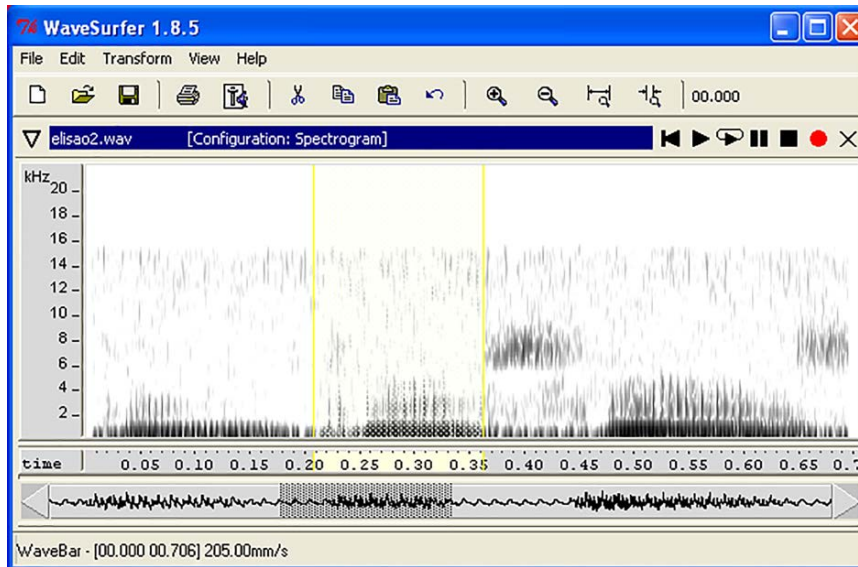 WaveSurfer 1.8.5
File Edit Transform View Help
00.000
elisao2.wav [Configuration: Spectrogram]
kHz
20
18
16
14
12
10
8
6
4
2
time 0.05 0.10 0.15 0.20 0.25 0.30 0.35 0.40 0.45 0.50 0.55 0.60 0.65 0.7
WaveBar - [00.000 00.706] 205.00mm/s